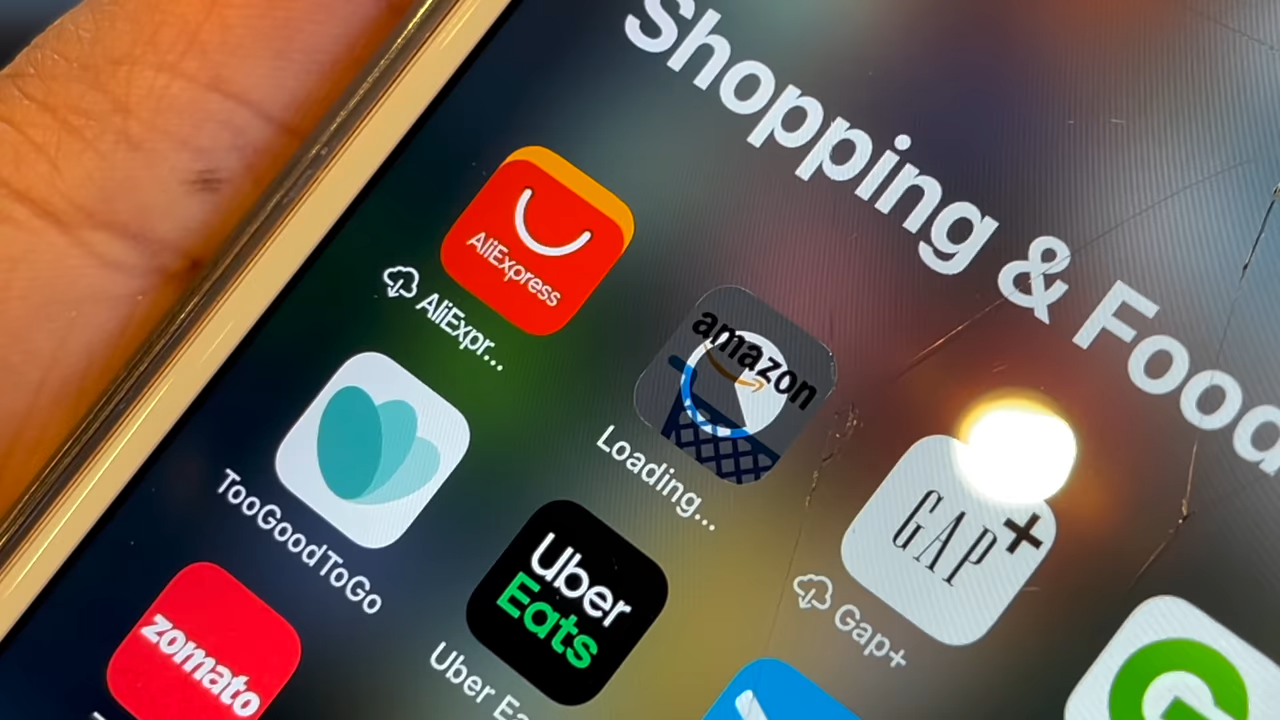 Shopping & Food
AliExpress
AliExpr...
amazon
Loading...
GAP+
Gap+
TooGoodToGo
Uber
Eats
Uber Ea
zomato